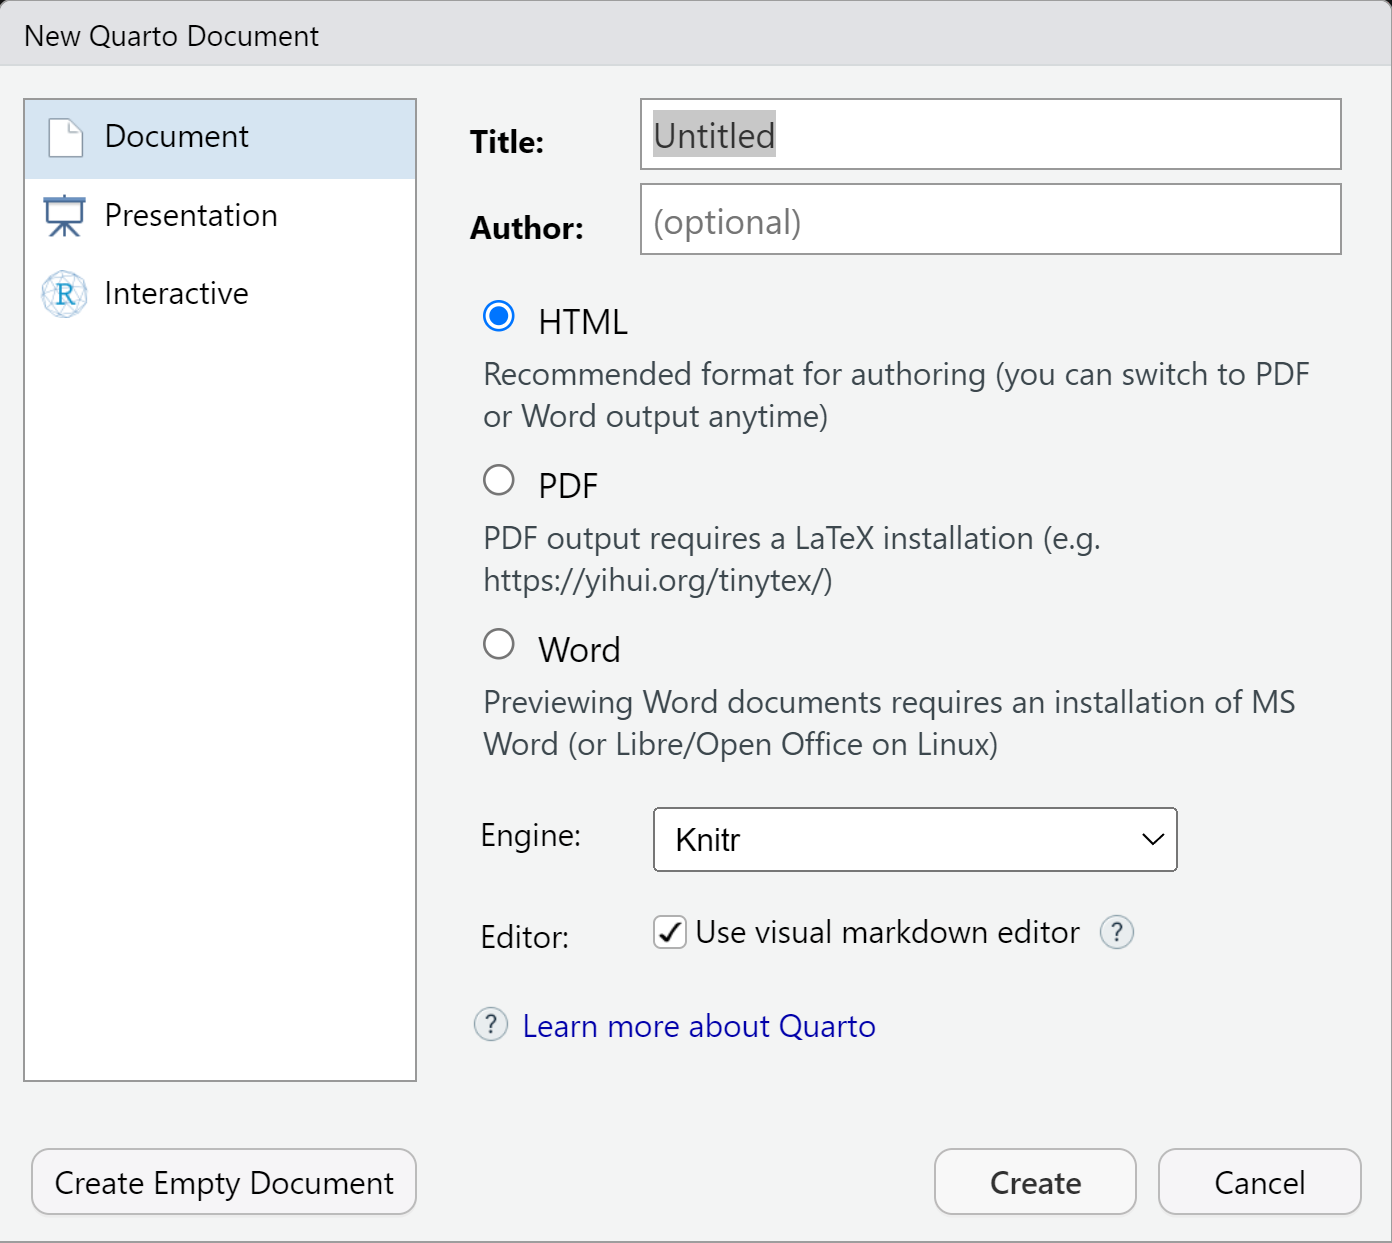 New Quarto Document
Document
Presentation
R Interactive
Title: Untitled
Author: (optional)
HTML
Recommended format for authoring (you can switch to PDF
or Word output anytime)
PDF
PDF output requires a LaTeX installation (e.g.
https://yihui.org/tinytex/)
Word
Previewing Word documents requires an installation of MS
Word (or Libre/Open Office on Linux)
Engine: Knitr
Editor: Use visual markdown editor ?
? Learn more about Quarto
Create Empty Document Create Cancel